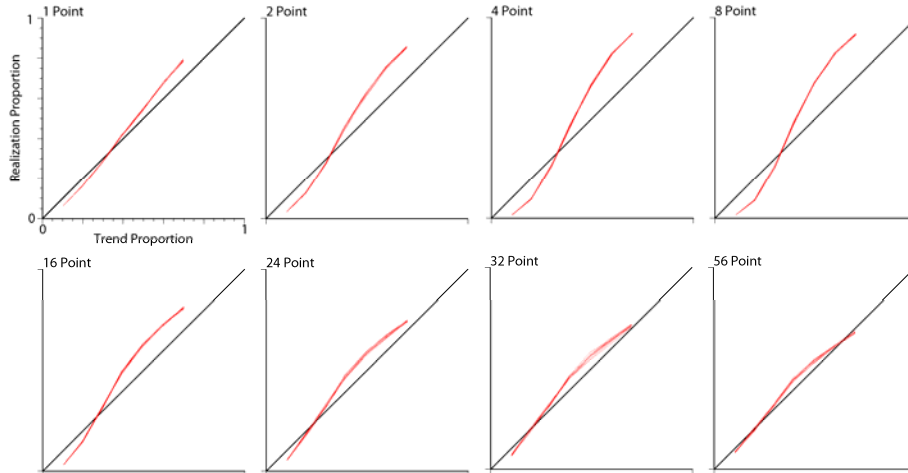 1 Point
2 Point
4 Point
8 Point
1
Realization Proportion
0
0
1
Trend Proportion
16 Point
24 Point
32 Point
56 Point